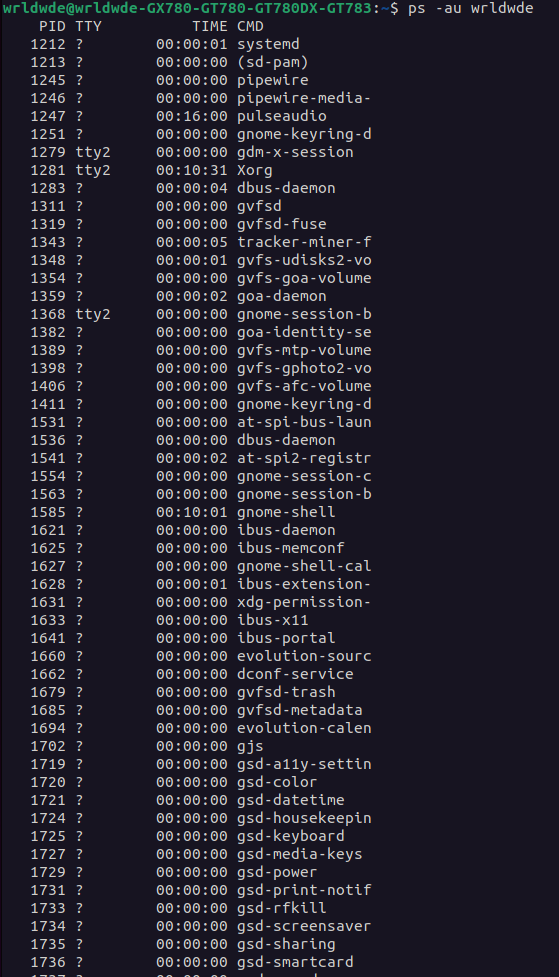 wrldwde@wrldwde-GX780-GT780-GT780DX-GT783:~$ ps -au wrldwde
PID TTY TIME CMD
1212 ? 00:00:01 systemd
1213 ? 00:00:00 (sd-pam)
1245 ? 00:00:00 pipewire
1246 ? 00:00:00 pipewire-media-
1247 ? 00:16:00 pulseaudio
1251 ? 00:00:00 gnome-keyring-d
1279 tty2 00:00:00 gdm-x-session
1281 tty2 00:10:31 Xorg
1283 ? 00:00:04 dbus-daemon
1311 ? 00:00:00 gvfsd
1319 ? 00:00:00 gvfsd-fuse
1343 ? 00:00:05 tracker-miner-f
1348 ? 00:00:01 gvfs-udisks2-vo
1354 ? 00:00:00 gvfs-goa-volume
1359 ? 00:00:02 goa-daemon
1368 tty2 00:00:00 gnome-session-b
1382 ? 00:00:00 goa-identity-se
1389 ? 00:00:00 gvfs-mtp-volume
1398 ? 00:00:00 gvfs-gphoto2-vo
1406 ? 00:00:00 gvfs-afc-volume
1411 ? 00:00:00 gnome-keyring-d
1531 ? 00:00:00 at-spi-bus-laun
1536 ? 00:00:00 dbus-daemon
1541 ? 00:00:02 at-spi2-registr
1554 ? 00:00:00 gnome-session-c
1563 ? 00:00:00 gnome-session-b
1585 ? 00:10:01 gnome-shell
1621 ? 00:00:00 ibus-daemon
1625 ? 00:00:00 ibus-memconf
1627 ? 00:00:00 gnome-shell-cal
1628 ? 00:00:01 ibus-extension-
1631 ? 00:00:00 xdg-permission-
1633 ? 00:00:00 ibus-x11
1641 ? 00:00:00 ibus-portal
1660 ? 00:00:00 evolution-sourc
1662 ? 00:00:00 dconf-service
1679 ? 00:00:00 gvfsd-trash
1685 ? 00:00:00 gvfsd-metadata
1694 ? 00:00:00 evolution-calen
1702 ? 00:00:00 gjs
1719 ? 00:00:00 gsd-a11y-settin
1720 ? 00:00:00 gsd-color
1721 ? 00:00:00 gsd-datetime
1724 ? 00:00:00 gsd-housekeepin
1725 ? 00:00:00 gsd-keyboard
1727 ? 00:00:00 gsd-media-keys
1729 ? 00:00:00 gsd-power
1731 ? 00:00:00 gsd-print-notif
1733 ? 00:00:00 gsd-rfkill
1734 ? 00:00:00 gsd-screensaver
1735 ? 00:00:00 gsd-sharing
1736 ? 00:00:00 gsd-smartcard